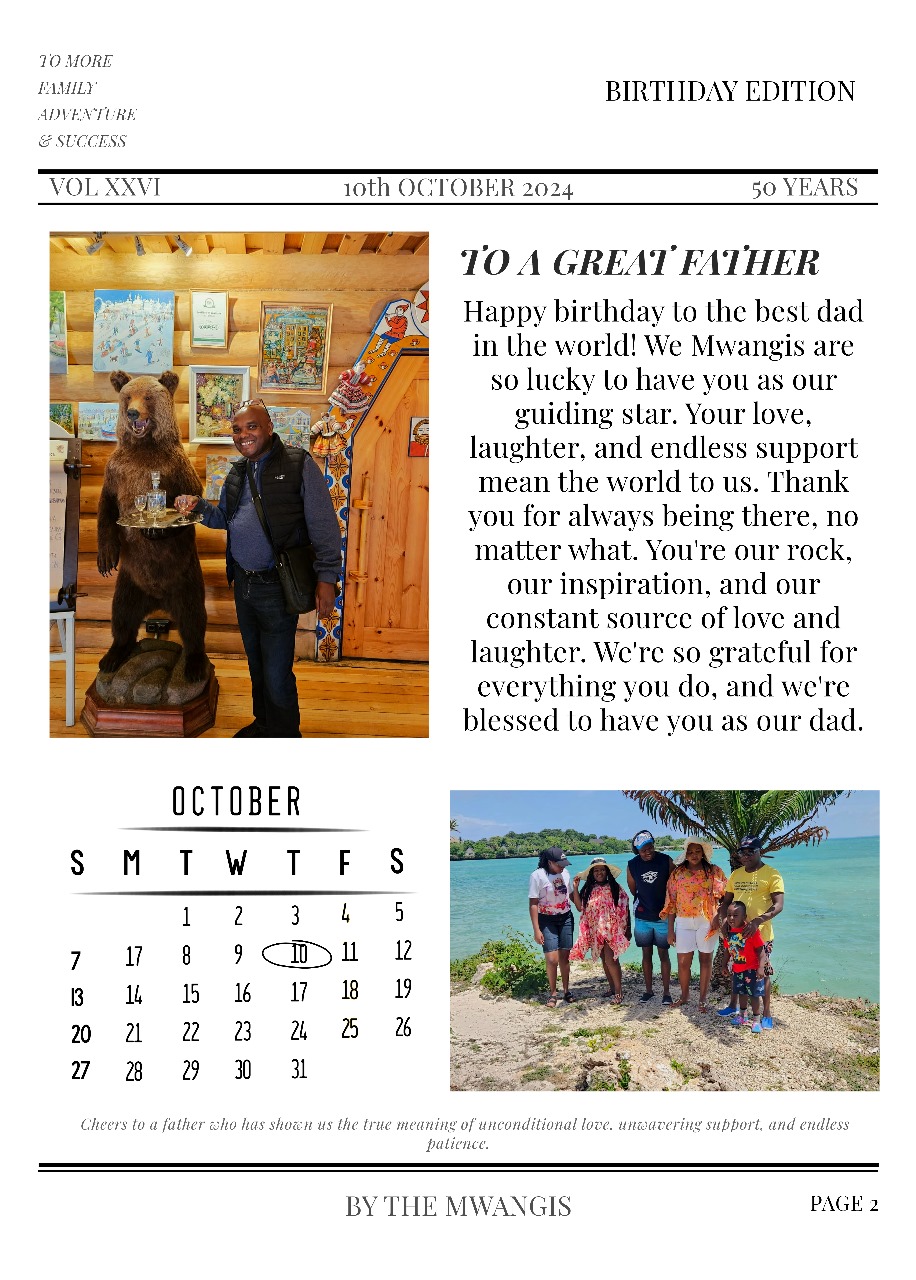 TO MORE
FAMILY
ADVENTURE
& SUCCESS
BIRTHDAY EDITION
VOL XXVI
10th OCTOBER 2024
50 YEARS
TO A GREAT FATHER
Happy birthday to the best dad
in the world! We Mwangis are
so lucky to have you as our
guiding star. Your love,
laughter, and endless support
mean the world to us. Thank
you for always being there, no
matter what. You're our rock,
our inspiration, and our
constant source of love and
laughter. We're so grateful for
everything you do, and we're
blessed to have you as our dad.
OCTOBER
S M T W T F S
1 2 3 4 5
7 17 8 9 10 11 12
13 14 15 16 17 18 19
20 21 22 23 24 25 26
27 28 29 30 31
Cheers to a father who has shown us the true meaning of unconditional love, unwavering support, and endless
patience.
BY THE MWANGIS
PAGE 2